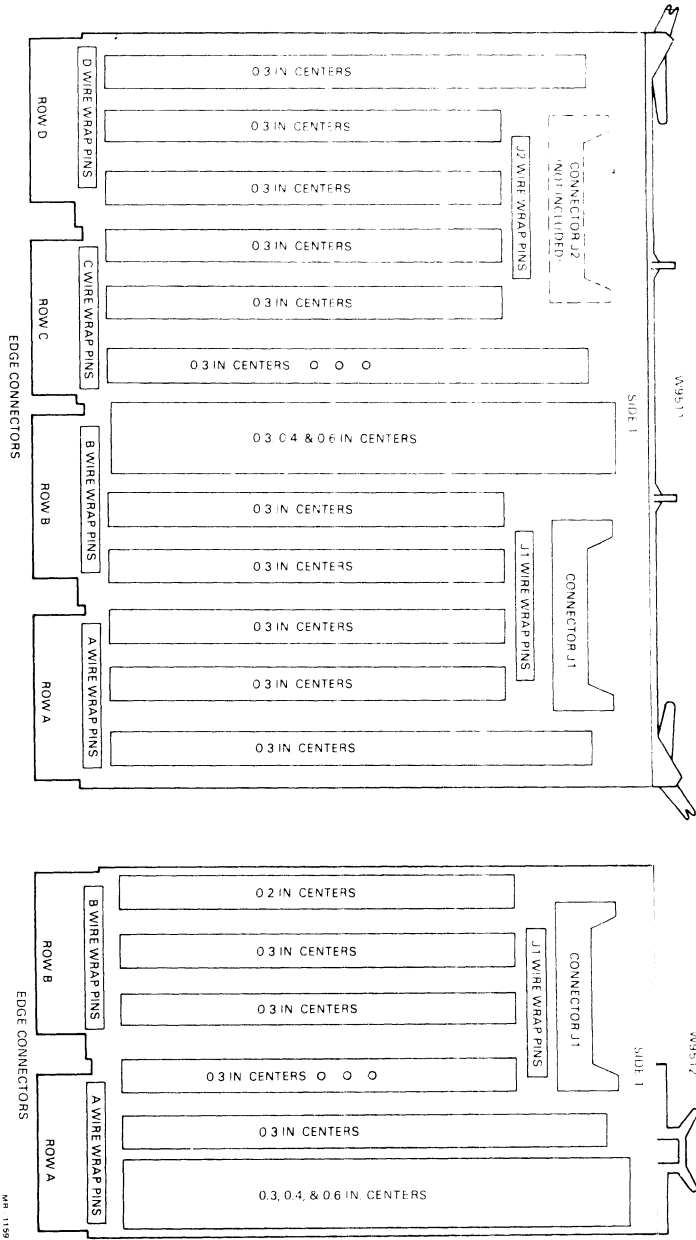 W9511
SIDE 1
CONNECTOR J2
(NOT INCLUDED)
J2 WIRE WRAP PINS
CONNECTOR J1
J1 WIRE WRAP PINS
0 3 IN CENTERS
0 3 IN CENTERS
0 3 IN CENTERS
0 3 IN CENTERS
0 3 IN CENTERS
0 3 IN CENTERS
0 3. 0 4 & 0 6 IN CENTERS
0 3 IN CENTERS
0 3 IN CENTERS
0 3 IN CENTERS
0 3 IN CENTERS
0 3 IN CENTERS
D WIRE WRAP PINS
C WIRE WRAP PINS
B WIRE WRAP PINS
A WIRE WRAP PINS
ROW D
ROW C
ROW B
ROW A
EDGE CONNECTORS
W9512
SIDE 1
CONNECTOR J1
J1 WIRE WRAP PINS
0 2 IN CENTERS
0 3 IN CENTERS
0 3 IN CENTERS
0 3 IN CENTERS
0 3 IN CENTERS
0.3, 0.4, & 0.6 IN. CENTERS
B WIRE WRAP PINS
A WIRE WRAP PINS
ROW B
ROW A
EDGE CONNECTORS
MR 1159